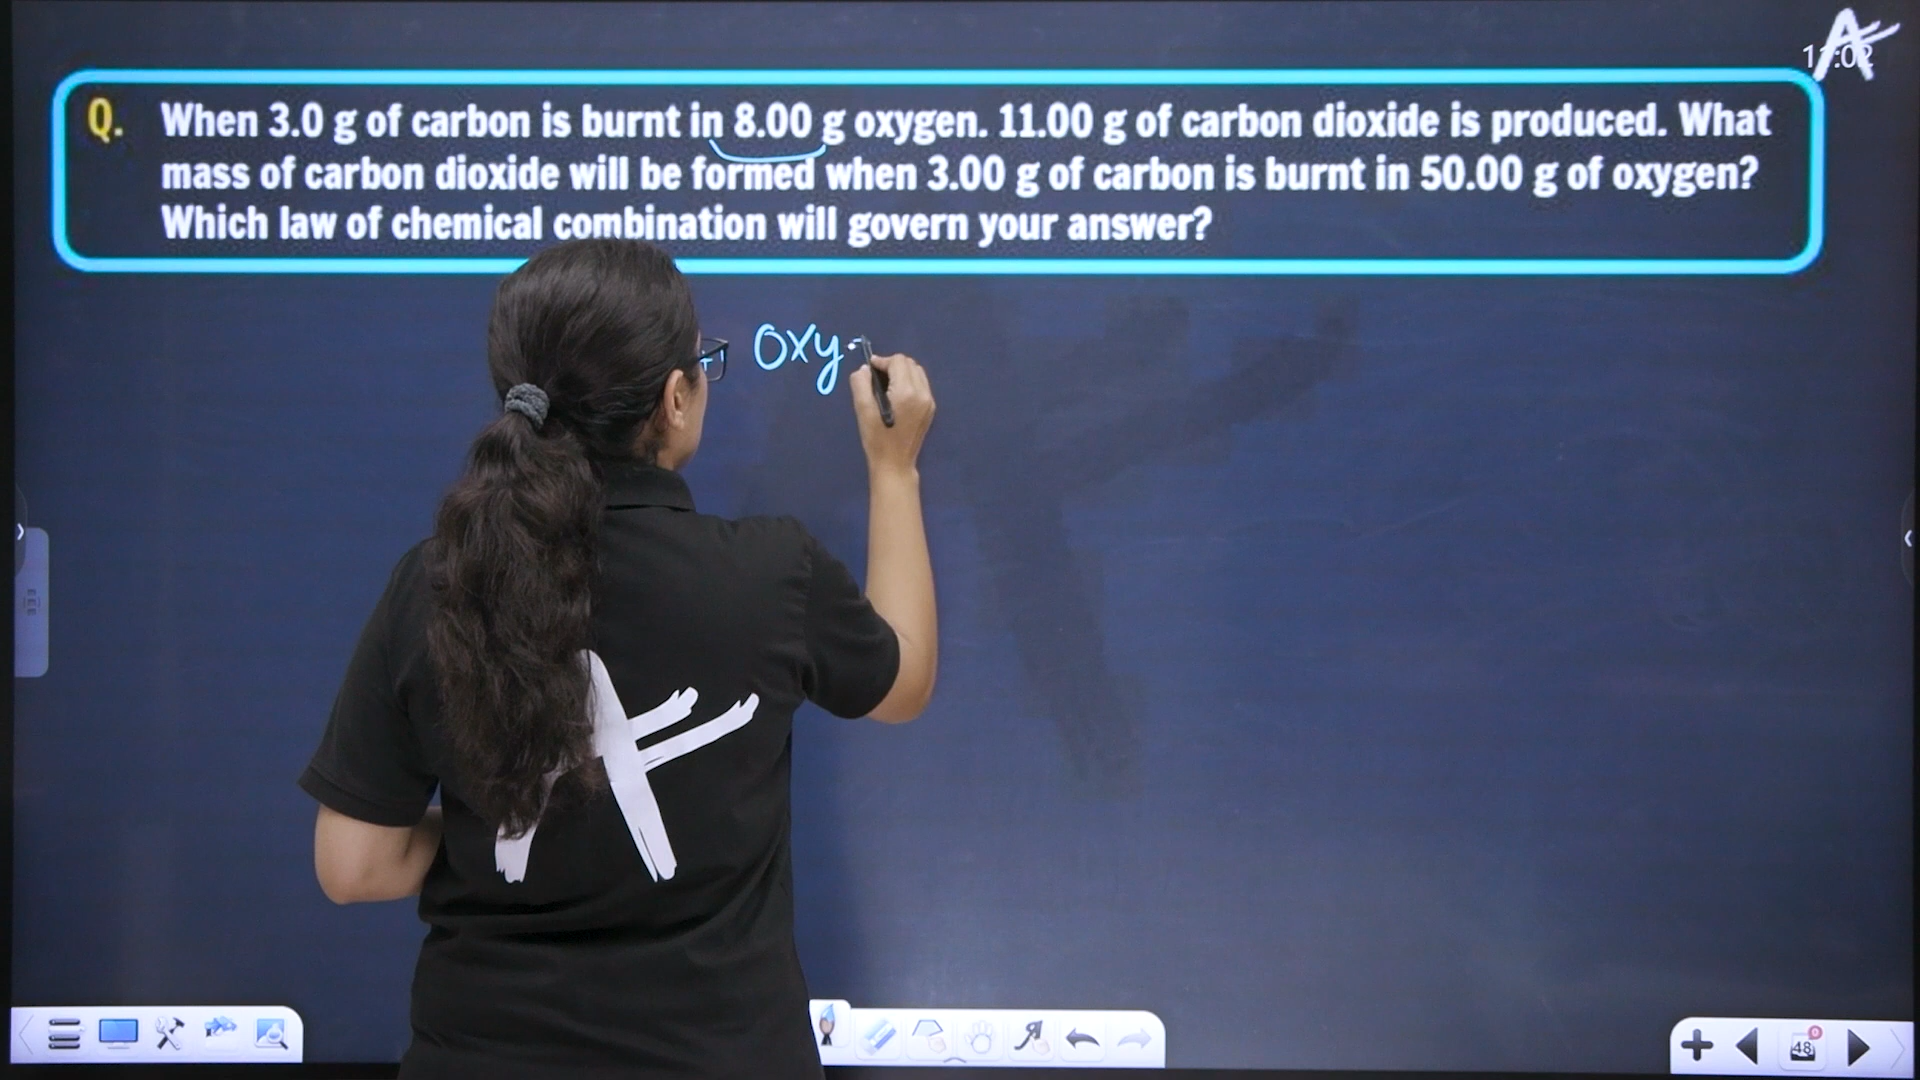 Q. When 3.0 g of carbon is burnt in 8.00 g oxygen. 11.00 g of carbon dioxide is produced. What
mass of carbon dioxide will be formed when 3.00 g of carbon is burnt in 50.00 g of oxygen?
Which law of chemical combination will govern your answer?
+ Oxy
48